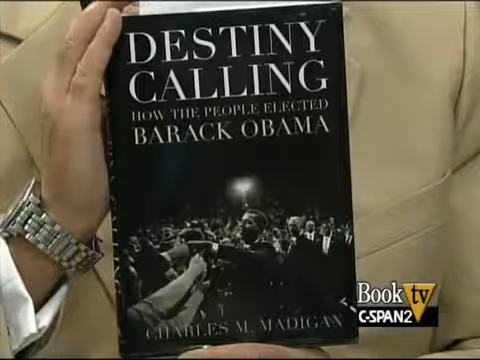 DESTINY
CALLING
HOW THE PEOPLE ELECTED
BARACK OBAMA
CHARLES M. MADIGAN
Book tv
C-SPAN2